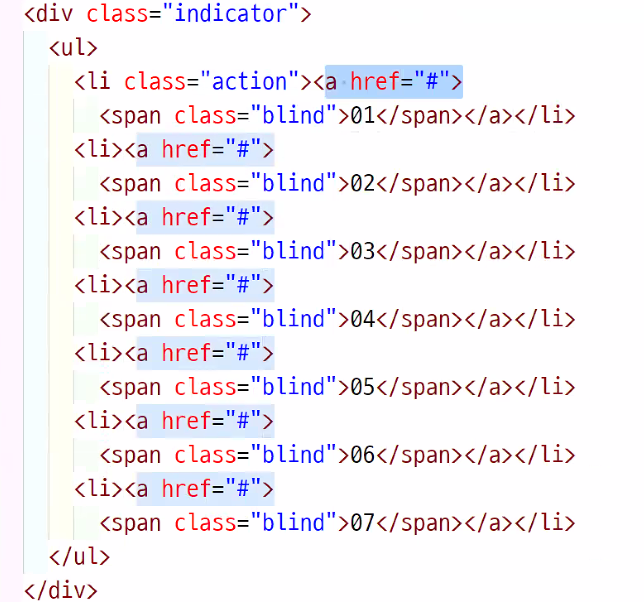 <div class="indicator">
<ul>
<li class="action"><a href="#">
<span class="blind">01</span></a></li>
<li><a href="#">
<span class="blind">02</span></a></li>
<li><a href="#">
<span class="blind">03</span></a></li>
<li><a href="#">
<span class="blind">04</span></a></li>
<li><a href="#">
<span class="blind">05</span></a></li>
<li><a href="#">
<span class="blind">06</span></a></li>
<li><a href="#">
<span class="blind">07</span></a></li>
</ul>
</div>